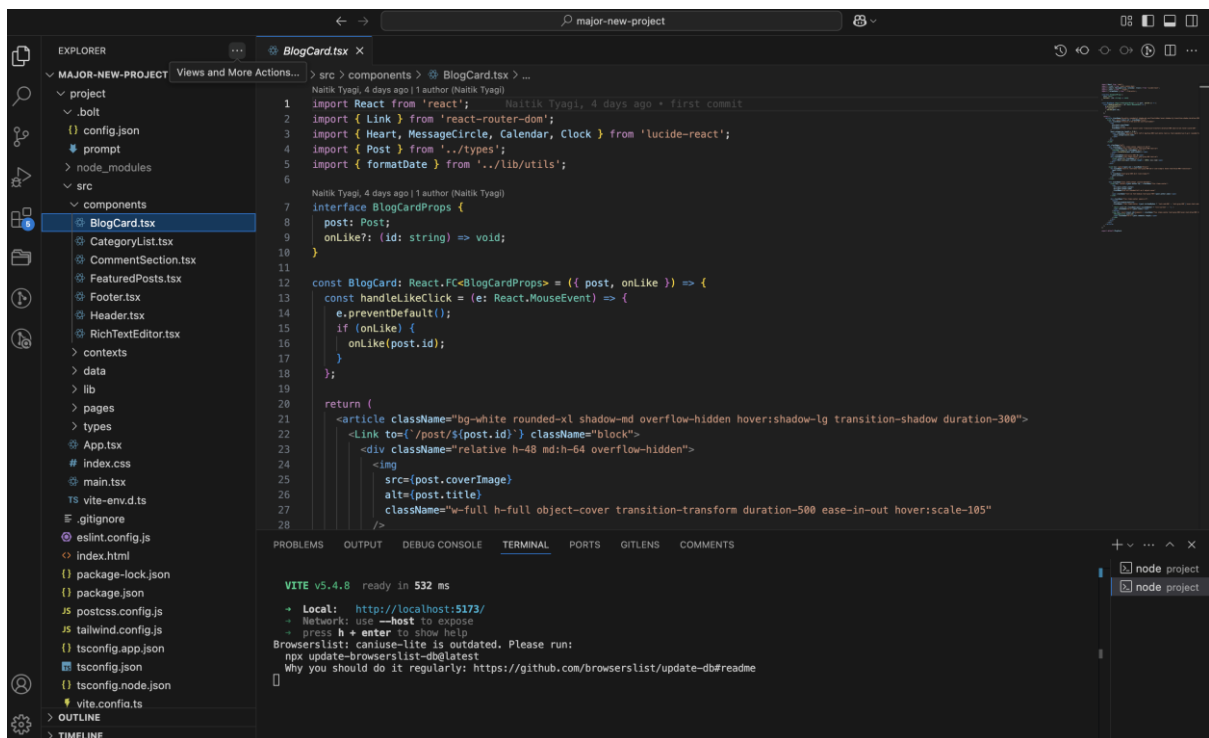 major-new-project
EXPLORER
Views and More Actions...
MAJOR-NEW-PROJECT
project
.bolt
{} config.json
prompt
node_modules
src
components
BlogCard.tsx
CategoryList.tsx
CommentSection.tsx
FeaturedPosts.tsx
Footer.tsx
Header.tsx
RichTextEditor.tsx
contexts
data
lib
pages
types
App.tsx
# index.css
main.tsx
TS vite-env.d.ts
.gitignore
eslint.config.js
<> index.html
{} package-lock.json
{} package.json
JS postcss.config.js
JS tailwind.config.js
{} tsconfig.app.json
tsconfig.json
{} tsconfig.node.json
vite.config.ts
OUTLINE
TIMELINE
6
BlogCard.tsx
> src > components > BlogCard.tsx > ...
Naitik Tyagi, 4 days ago | 1 author (Naitik Tyagi)
1 import React from 'react'; Naitik Tyagi, 4 days ago • first commit
2 import { Link } from 'react-router-dom';
3 import { Heart, MessageCircle, Calendar, Clock } from 'lucide-react';
4 import { Post } from '../types';
5 import { formatDate } from '../lib/utils';
6
Naitik Tyagi, 4 days ago | 1 author (Naitik Tyagi)
7 interface BlogCardProps {
8 post: Post;
9 onLike?: (id: string) => void;
10 }
11
12 const BlogCard: React.FC<BlogCardProps> = ({ post, onLike }) => {
13 const handleLikeClick = (e: React.MouseEvent) => {
14 e.preventDefault();
15 if (onLike) {
16 onLike(post.id);
17 }
18 };
19
20 return (
21 <article className="bg-white rounded-xl shadow-md overflow-hidden hover:shadow-lg transition-shadow duration-300">
22 <Link to={`/post/${post.id}`} className="block">
23 <div className="relative h-48 md:h-64 overflow-hidden">
24 <img
25 src={post.coverImage}
26 alt={post.title}
27 className="w-full h-full object-cover transition-transform duration-500 ease-in-out hover:scale-105"
28 />
PROBLEMS OUTPUT DEBUG CONSOLE TERMINAL PORTS GITLENS COMMENTS
VITE v5.4.8 ready in 532 ms
➜ Local: http://localhost:5173/
➜ Network: use --host to expose
➜ press h + enter to show help
Browserslist: caniuse-lite is outdated. Please run:
npx update-browserslist-db@latest
Why you should do it regularly: https://github.com/browserslist/update-db#readme
node project
node project